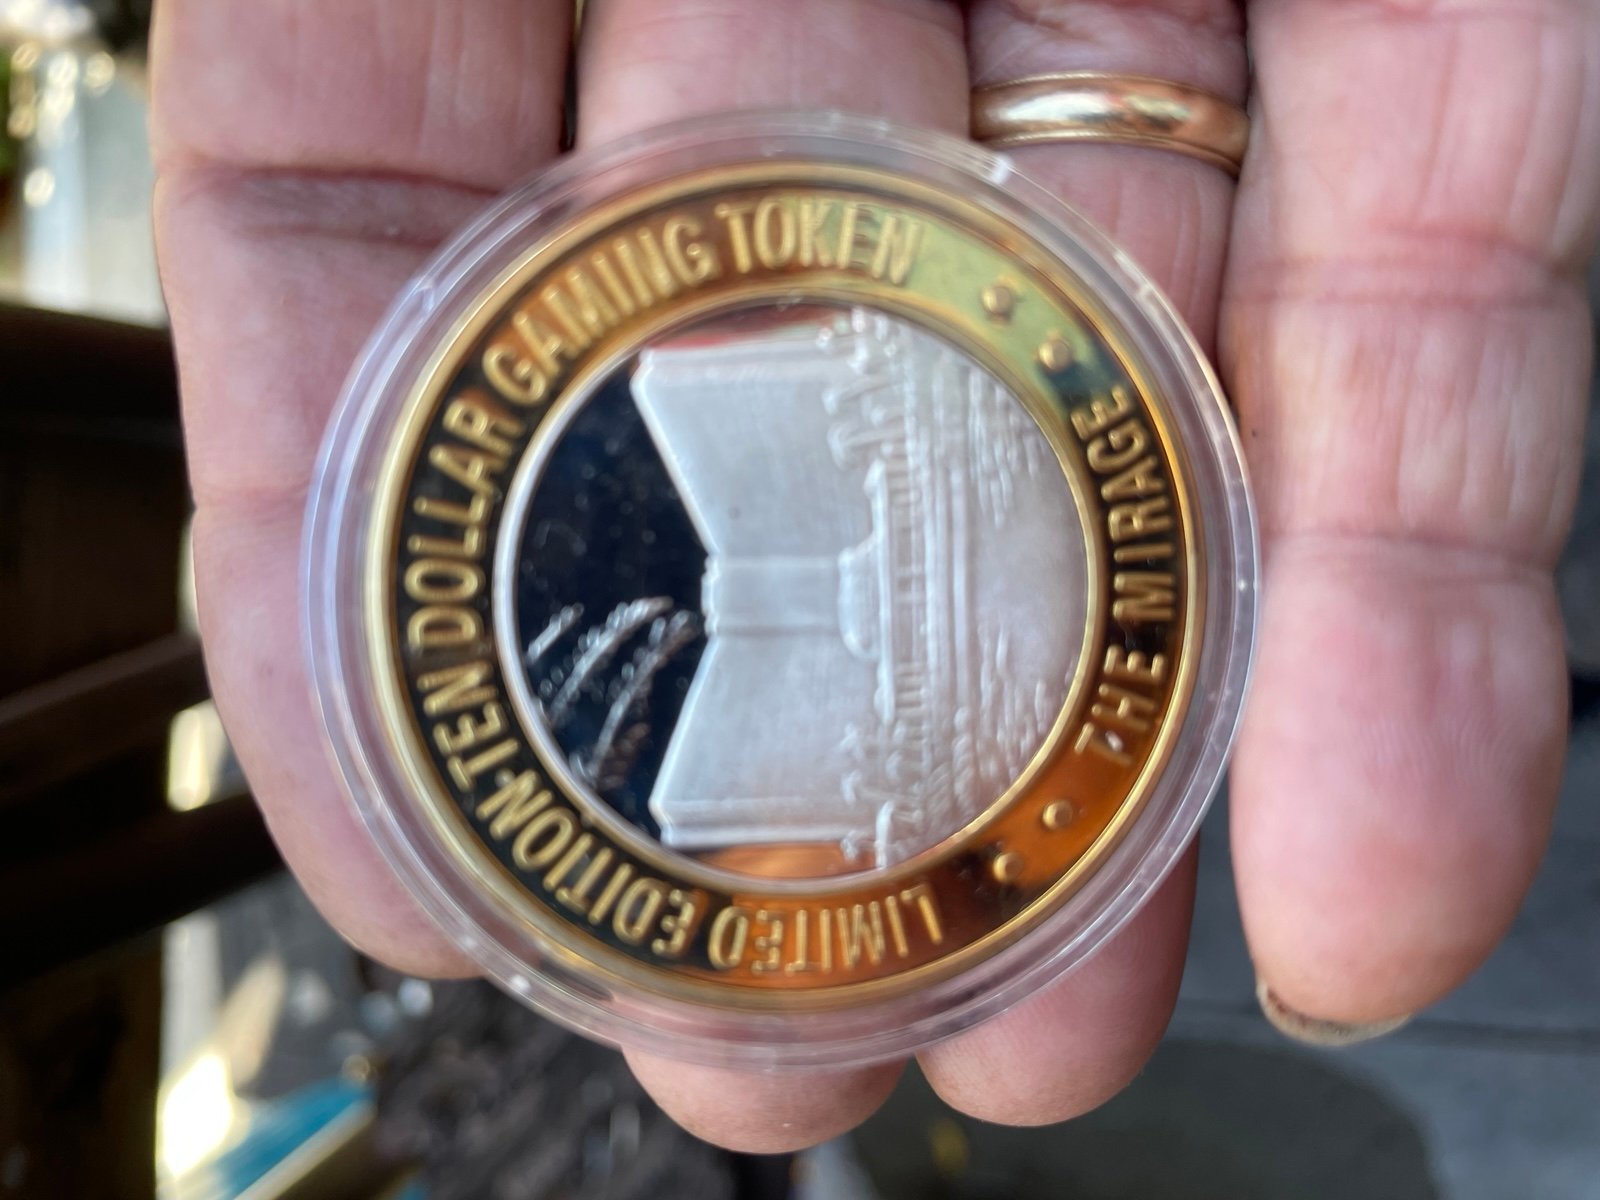 LIMITED EDITION·TEN DOLLAR GAMING TOKEN
THE MIRAGE